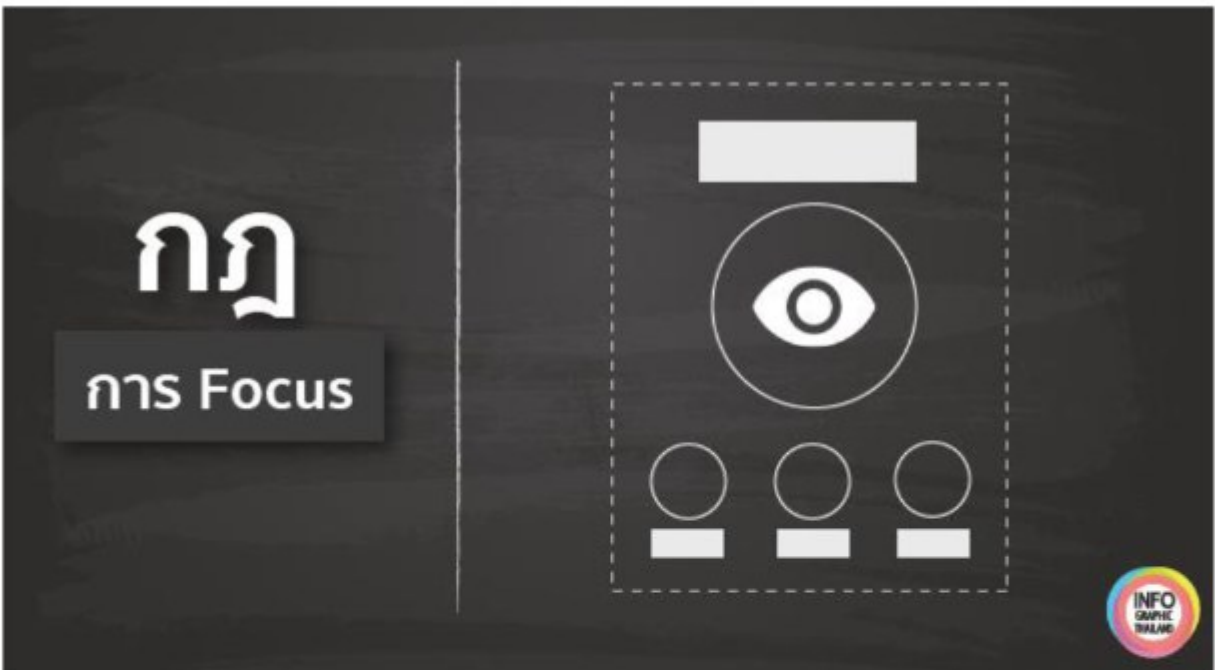 กฎ
การ Focus
INFO
GRAPHIC
THAILAND